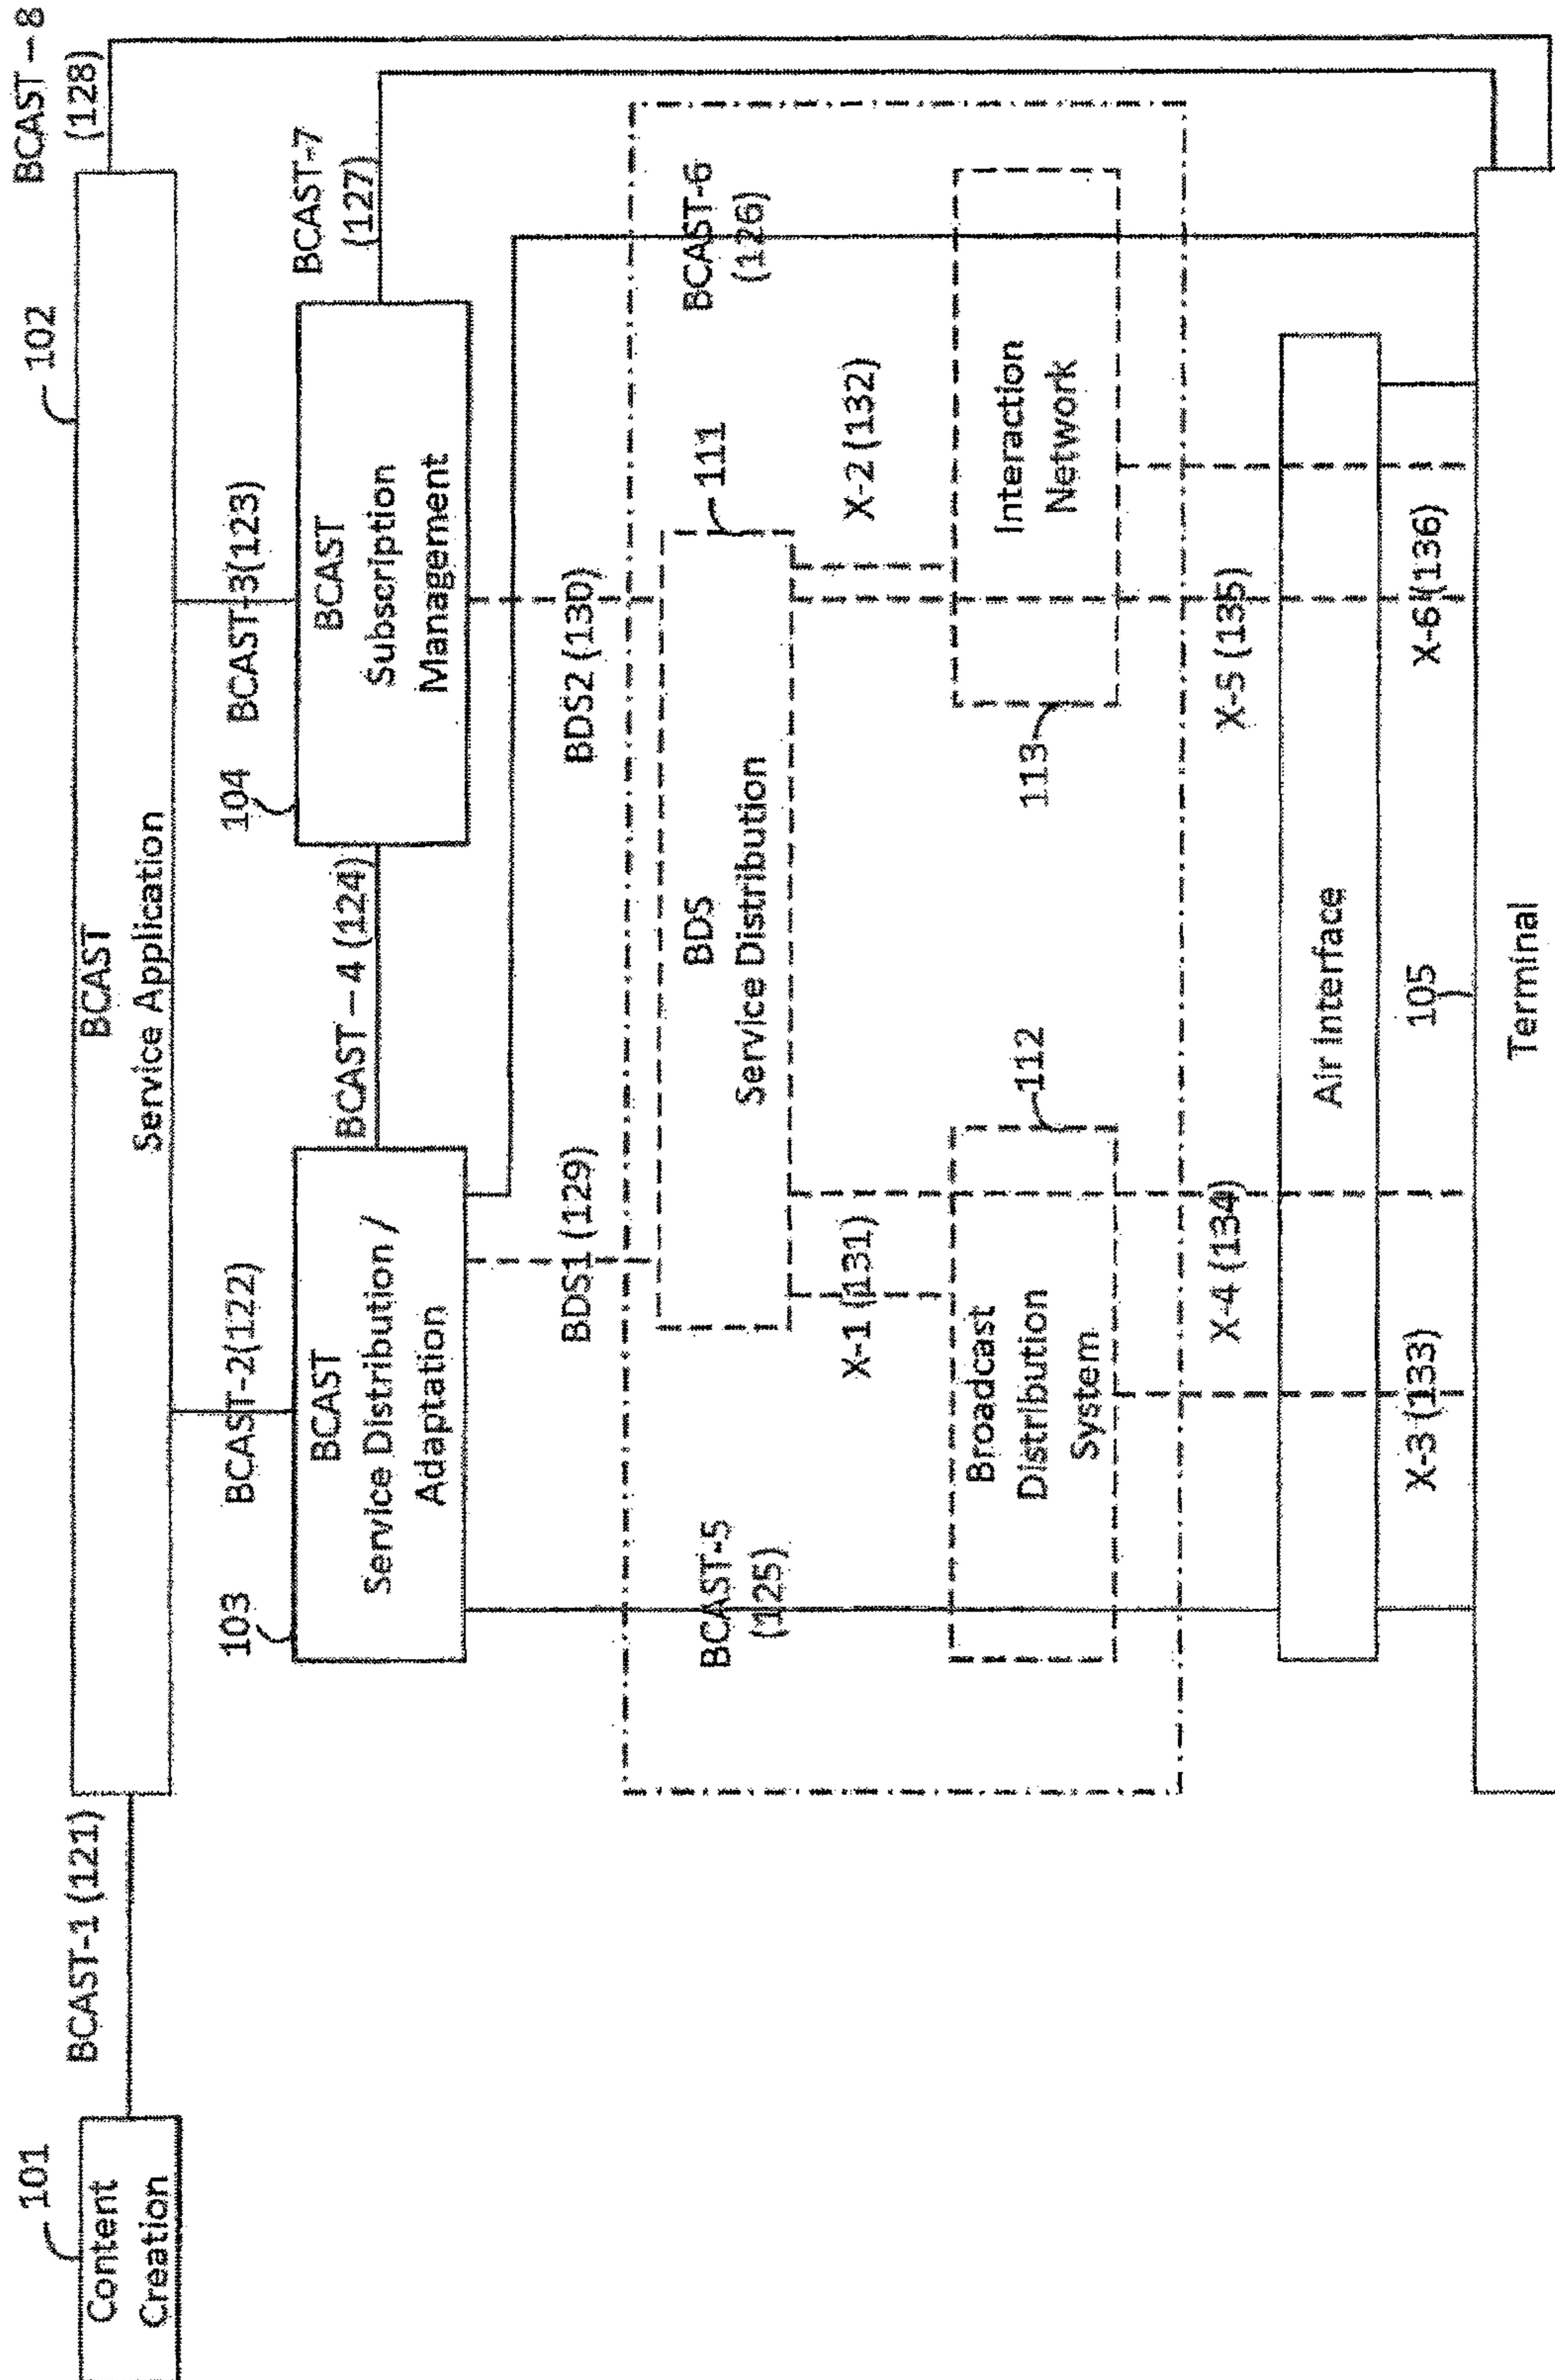 101
Content
Creation
BCAST-1 (121)
102
BCAST
Service Application
BCAST – 8
(128)
BCAST-2(122)
BCAST-3(123)
103
BCAST
Service Distribution /
Adaptation
BCAST – 4 (124)
104
BCAST
Subscription
Management
BCAST-7
(127)
BDS1 (129)
BDS2 (130)
BCAST-5
(125)
BDS
Service Distribution
111
BCAST-6
(126)
X-1 (131)
X-2 (132)
Broadcast
Distribution
System
112
113
Interaction
Network
X-4 (134)
X-5 (135)
Air Interface
X-3 (133)
105
X-6 (136)
Terminal